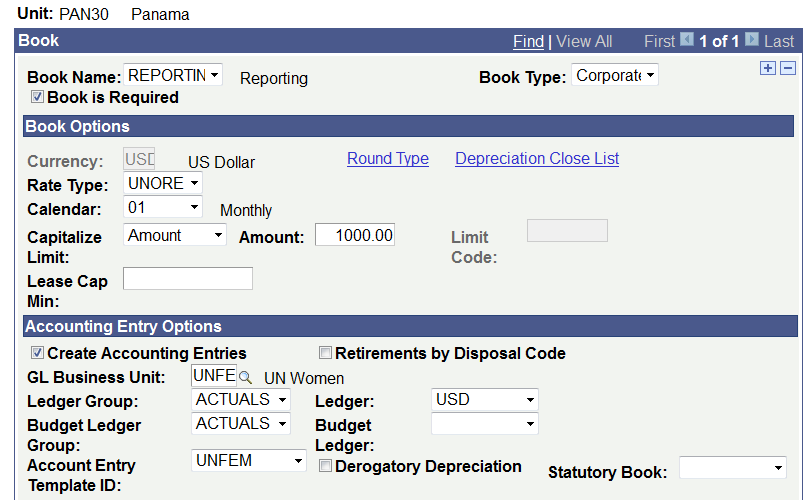 Unit: PAN30 Panama
Book Find | View All First 1 of 1 Last
Book Name: REPORTIN Reporting Book Type: Corporate
Book is Required
Book Options
Currency: USD US Dollar Round Type Depreciation Close List
Rate Type: UNORE
Calendar: 01 Monthly
Capitalize Limit: Amount Amount: 1000.00 Limit Code:
Lease Cap Min:
Accounting Entry Options
Create Accounting Entries Retirements by Disposal Code
GL Business Unit: UNFE UN Women
Ledger Group: ACTUALS Ledger: USD
Budget Ledger Group: ACTUALS Budget Ledger:
Account Entry Template ID: UNFEM Derogatory Depreciation Statutory Book: